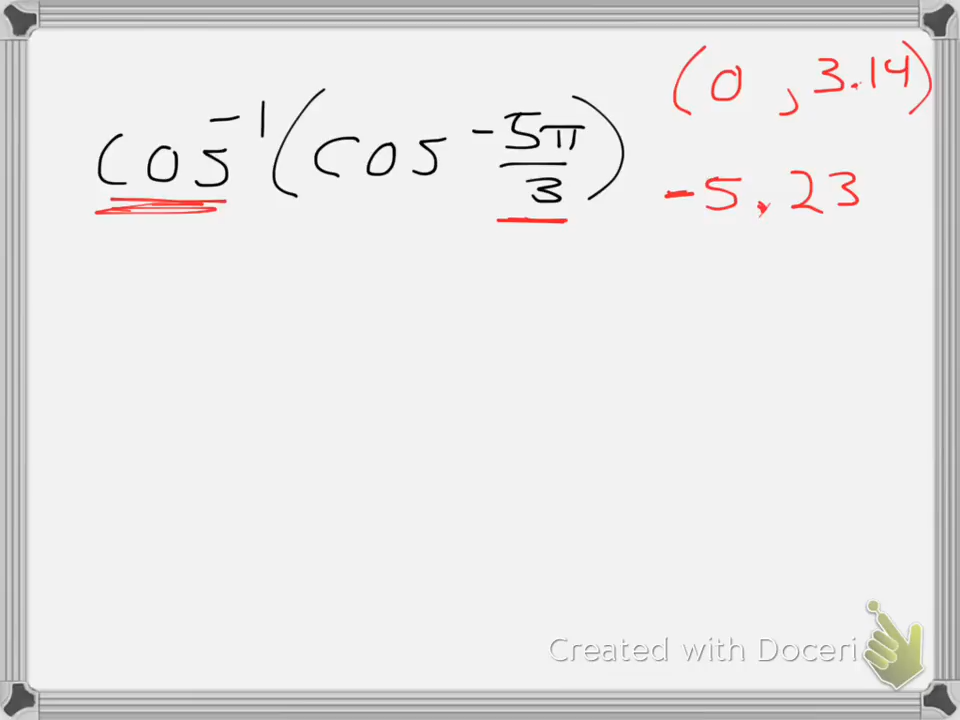 (0 , 3.14)
cos⁻¹(cos -5π/3) -5.23
Created with Doceri